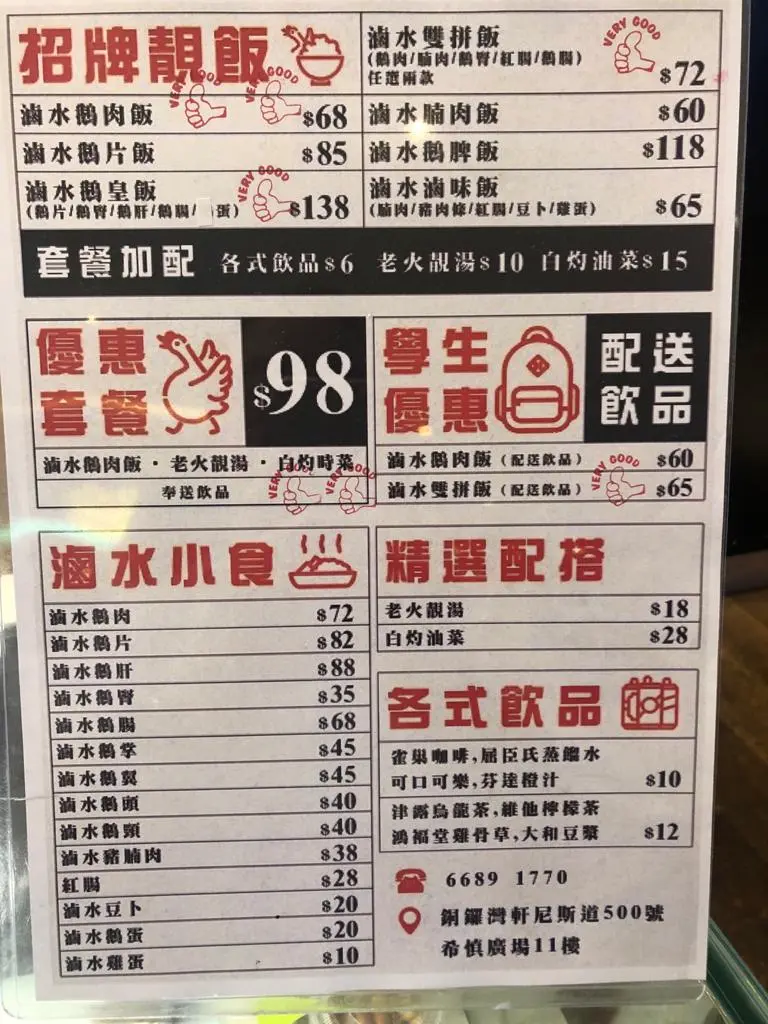 招牌靚飯
滷水鵝肉飯 $68
滷水鵝片飯 $85
滷水鵝皇飯
(鵝片/鵝腎/鵝肝/鵝腸/ 蛋) $138
滷水雙拼飯
(鵝肉/腩肉/鵝腎/紅腸/鵝腸)
任選兩款 $72
滷水腩肉飯 $60
滷水鵝髀飯 $118
滷水滷味飯
(腩肉/豬肉條/紅腸/豆卜/雞蛋) $65
VERY GOOD
VERY GOOD
VERY GOOD
VERY GOOD
套餐加配 各式飲品$6 老火靚湯$10 白灼油菜$15
優惠
套餐
$98
滷水鵝肉飯・老火靚湯・白灼時菜
奉送飲品
VERY GOOD
VERY GOOD
學生
優惠
配送
飲品
滷水鵝肉飯(配送飲品) $60
滷水雙拼飯(配送飲品) $65
VERY GOOD
滷水小食
滷水鵝肉 $72
滷水鵝片 $82
滷水鵝肝 $88
滷水鵝腎 $35
滷水鵝腸 $68
滷水鵝掌 $45
滷水鵝翼 $45
滷水鵝頭 $40
滷水鵝頸 $40
滷水豬腩肉 $38
紅腸 $28
滷水豆卜 $20
滷水鵝蛋 $20
滷水雞蛋 $10
精選配搭
老火靚湯 $18
白灼油菜 $28
各式飲品
雀巢咖啡,屈臣氏蒸餾水
可口可樂,芬達橙汁 $10
津露烏龍茶,維他檸檬茶
鴻福堂雞骨草,大和豆漿 $12
6689 1770
銅鑼灣軒尼斯道500號
希慎廣場11樓